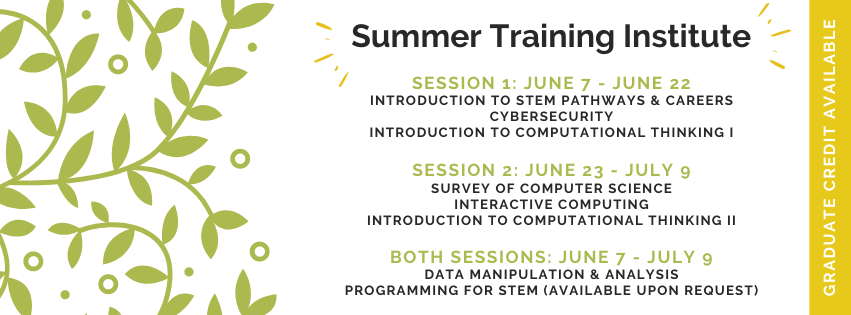 Summer Training Institute
SESSION 1: JUNE 7 - JUNE 22
INTRODUCTION TO STEM PATHWAYS & CAREERS
CYBERSECURITY
INTRODUCTION TO COMPUTATIONAL THINKING I
SESSION 2: JUNE 23 - JULY 9
SURVEY OF COMPUTER SCIENCE
INTERACTIVE COMPUTING
INTRODUCTION TO COMPUTATIONAL THINKING II
BOTH SESSIONS: JUNE 7 - JULY 9
DATA MANIPULATION & ANALYSIS
PROGRAMMING FOR STEM (AVAILABLE UPON REQUEST)
GRADUATE CREDIT AVAILABLE